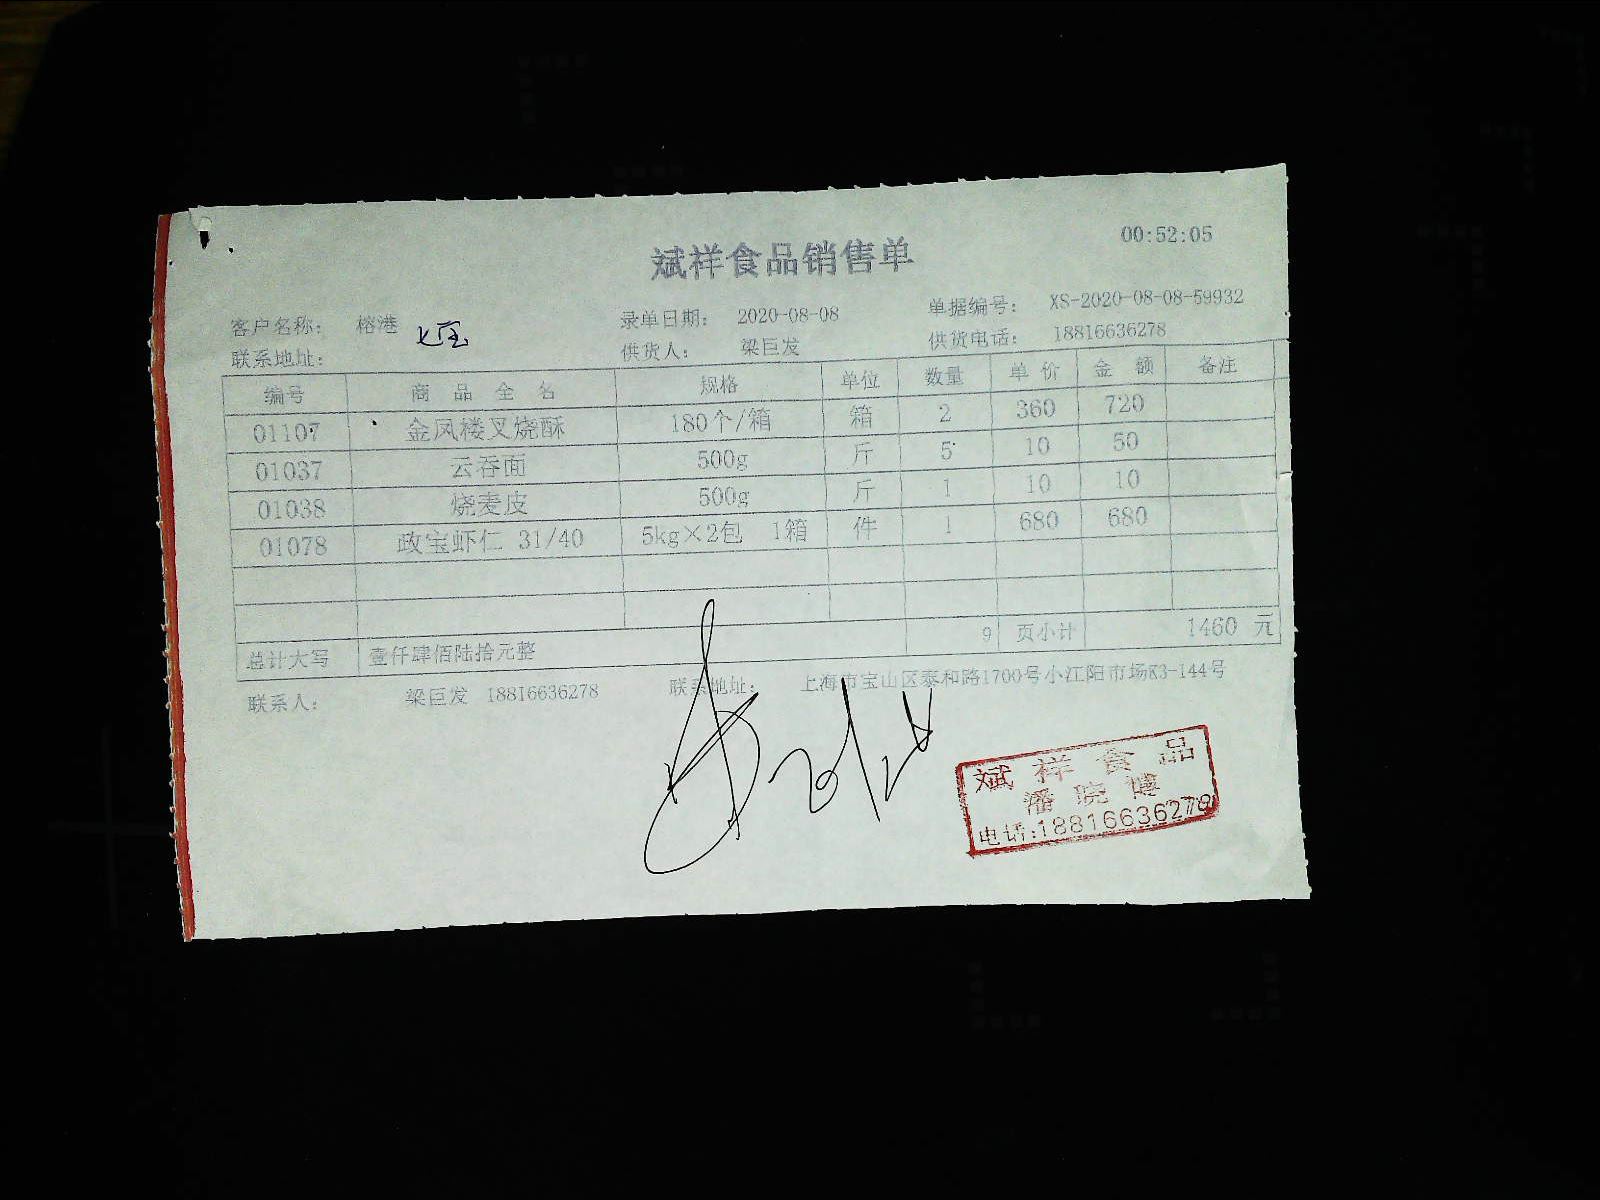 00:52:05
斌祥食品销售单
客户名称: 榕港 七宝 录单日期: 2020-08-08 单据编号: XS-2020-08-08-59932
联系地址: 供货人: 梁巨发 供货电话: 18816636278
编号 商品全名 规格 单位 数量 单价 金额 备注
01107 金凤楼叉烧酥 180个/箱 箱 2 360 720
01037 云吞面 500g 斤 5 10 50
01038 烧麦皮 500g 斤 1 10 10
01078 政宝虾仁 31/40 5kg×2包 1箱 件 1 680 680
总计大写 壹仟肆佰陆拾元整 9 页小计 1460 元
联系人: 梁巨发 18816636278 联系地址: 上海市宝山区泰和路1700号小江阳市场K3-144号
斌祥食品
潘晓
电话:18816636278